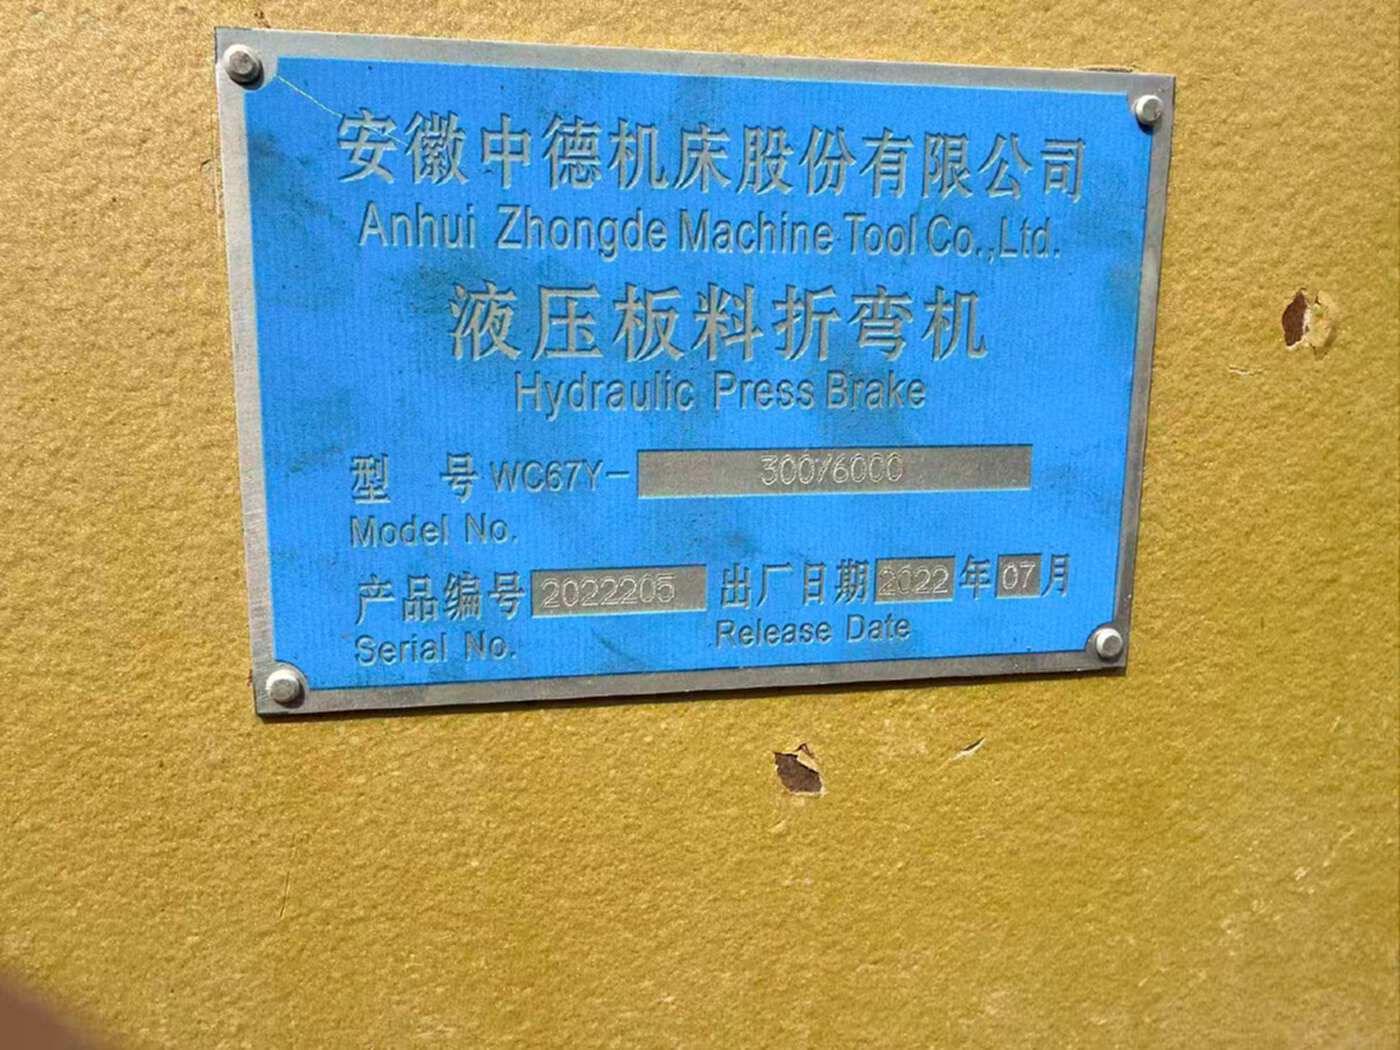 安徽中德机床股份有限公司
Anhui Zhongde Machine Tool Co.,Ltd.
液压板料折弯机
Hydraulic Press Brake
型 号 WC67Y- 300/6000
Model No.
产品编号 2022205 出厂日期 2022 年 07 月
Serial No. Release Date